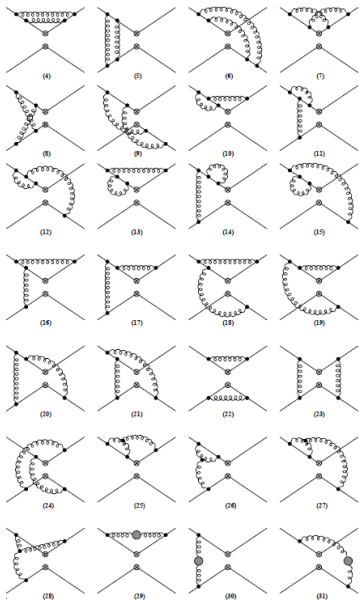 (4) (5) (6) (7)
(8) (9) (10) (11)
(12) (13) (14) (15)
(16) (17) (18) (19)
(20) (21) (22) (23)
(24) (25) (26) (27)
(28) (29) (30) (31)